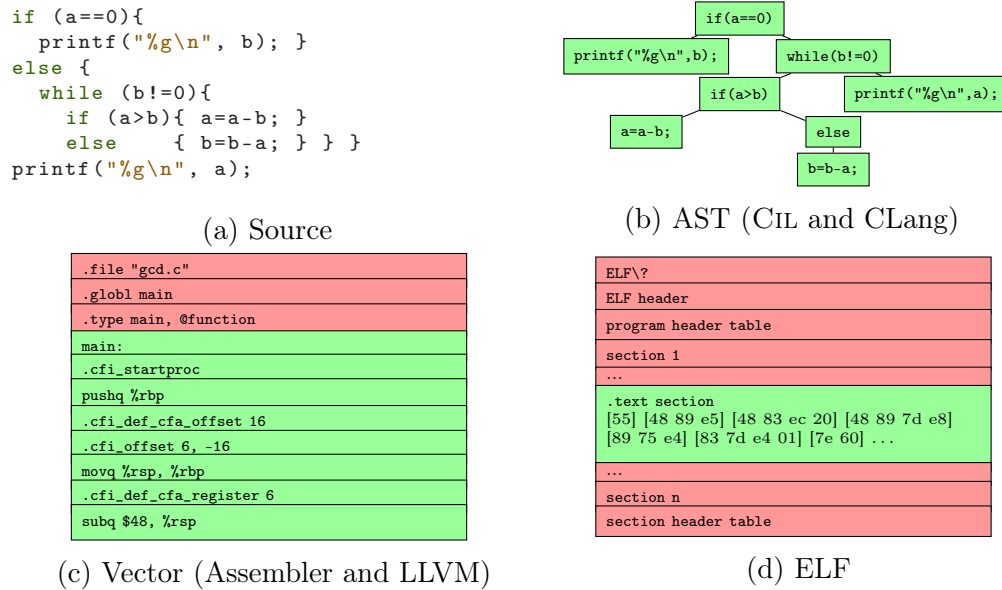 if (a==0){
  printf("%g\n", b); }
else {
  while (b!=0){
    if (a>b){ a=a-b; }
    else    { b=b-a; } } }
printf("%g\n", a);
(a) Source
if(a==0)
printf("%g\n",b);
while(b!=0)
if(a>b)
printf("%g\n",a);
a=a-b;
else
b=b-a;
(b) AST (CIL and CLang)
.file "gcd.c"
.globl main
.type main, @function
main:
.cfi_startproc
pushq %rbp
.cfi_def_cfa_offset 16
.cfi_offset 6, -16
movq %rsp, %rbp
.cfi_def_cfa_register 6
subq $48, %rsp
(c) Vector (Assembler and LLVM)
ELF\?
ELF header
program header table
section 1
...
.text section
[55] [48 89 e5] [48 83 ec 20] [48 89 7d e8]
[89 75 e4] [83 7d e4 01] [7e 60] ...
...
section n
section header table
(d) ELF